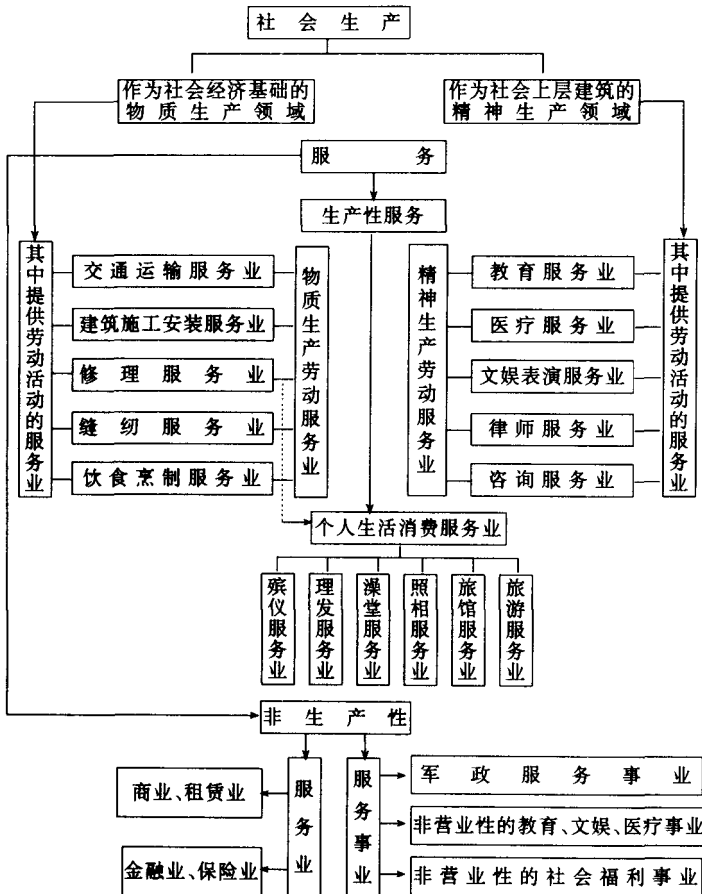 社会生产
作为社会经济基础的
物质生产领域
作为社会上层建筑的
精神生产领域
服务
生产性服务
其中提供劳动活动的服务业
交通运输服务业
建筑施工安装服务业
修理服务业
缝纫服务业
饮食烹制服务业
物质生产劳动服务业
精神生产劳动服务业
教育服务业
医疗服务业
文娱表演服务业
律师服务业
咨询服务业
其中提供劳动活动的服务业
个人生活消费服务业
殡仪服务业
理发服务业
澡堂服务业
照相服务业
旅馆服务业
旅游服务业
非生产性
商业、租赁业
金融业、保险业
服务业
服务事业
军政服务事业
非营业性的教育、文娱、医疗事业
非营业性的社会福利事业